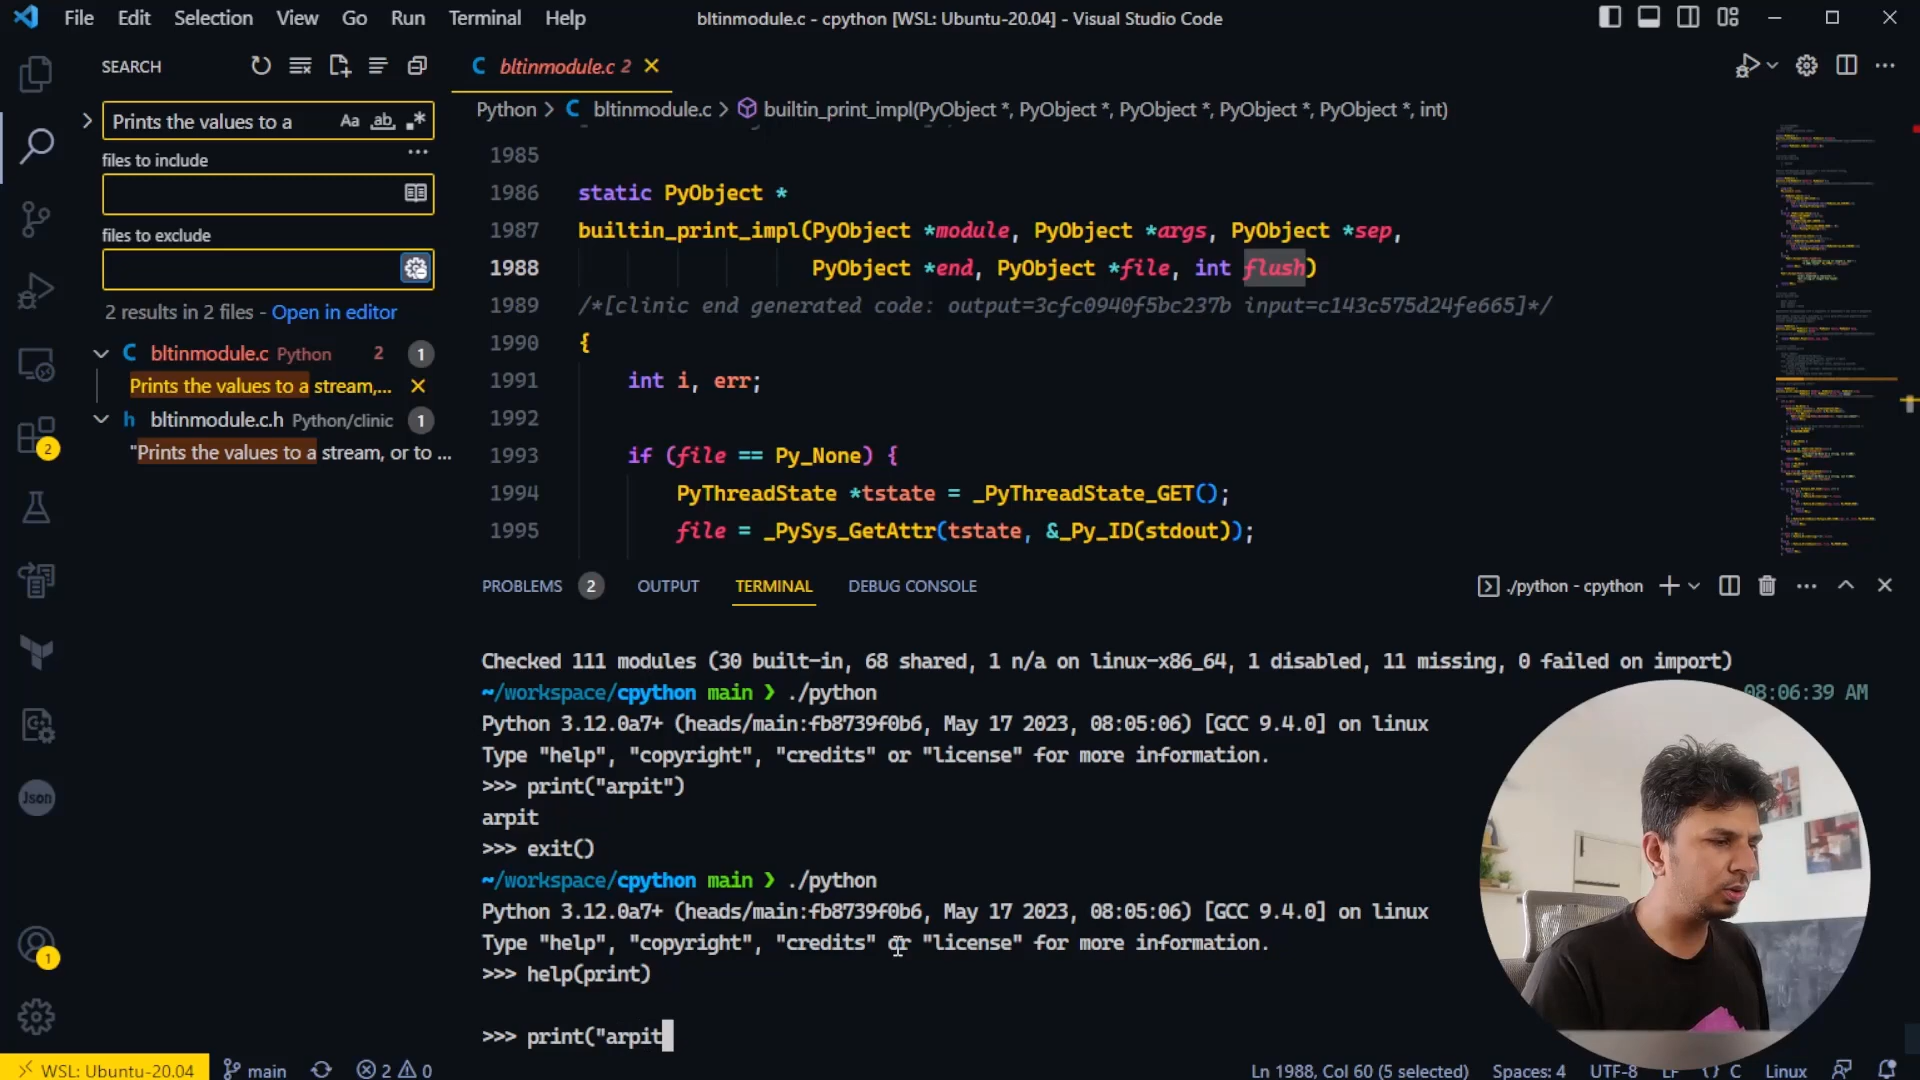 File Edit Selection View Go Run Terminal Help
bltinmodule.c - cpython [WSL: Ubuntu-20.04] - Visual Studio Code
SEARCH
Prints the values to a
Aa ab .*
files to include
files to exclude
2 results in 2 files - Open in editor
bltinmodule.c Python 2 1
Prints the values to a stream,...
bltinmodule.c.h Python/clinic 1
"Prints the values to a stream, or to ...
2
Json
1
C bltinmodule.c 2
Python > C bltinmodule.c > builtin_print_impl(PyObject *, PyObject *, PyObject *, PyObject *, PyObject *, int)
1985
1986 static PyObject *
1987 builtin_print_impl(PyObject *module, PyObject *args, PyObject *sep,
1988 PyObject *end, PyObject *file, int flush)
1989 /*[clinic end generated code: output=3cfc0940f5bc237b input=c143c575d24fe665]*/
1990 {
1991 int i, err;
1992
1993 if (file == Py_None) {
1994 PyThreadState *tstate = _PyThreadState_GET();
1995 file = _PySys_GetAttr(tstate, &_Py_ID(stdout));
PROBLEMS 2 OUTPUT TERMINAL DEBUG CONSOLE
./python - cpython
Checked 111 modules (30 built-in, 68 shared, 1 n/a on linux-x86_64, 1 disabled, 11 missing, 0 failed on import)
~/workspace/cpython main ❯ ./python
08:06:39 AM
Python 3.12.0a7+ (heads/main:fb8739f0b6, May 17 2023, 08:05:06) [GCC 9.4.0] on linux
Type "help", "copyright", "credits" or "license" for more information.
>>> print("arpit")
arpit
>>> exit()
~/workspace/cpython main ❯ ./python
Python 3.12.0a7+ (heads/main:fb8739f0b6, May 17 2023, 08:05:06) [GCC 9.4.0] on linux
Type "help", "copyright", "credits" or "license" for more information.
>>> help(print)
>>> print("arpit
WSL: Ubuntu-20.04 main 2 0
Ln 1988, Col 60 (5 selected) Spaces: 4 UTF-8 LF {} C Linux